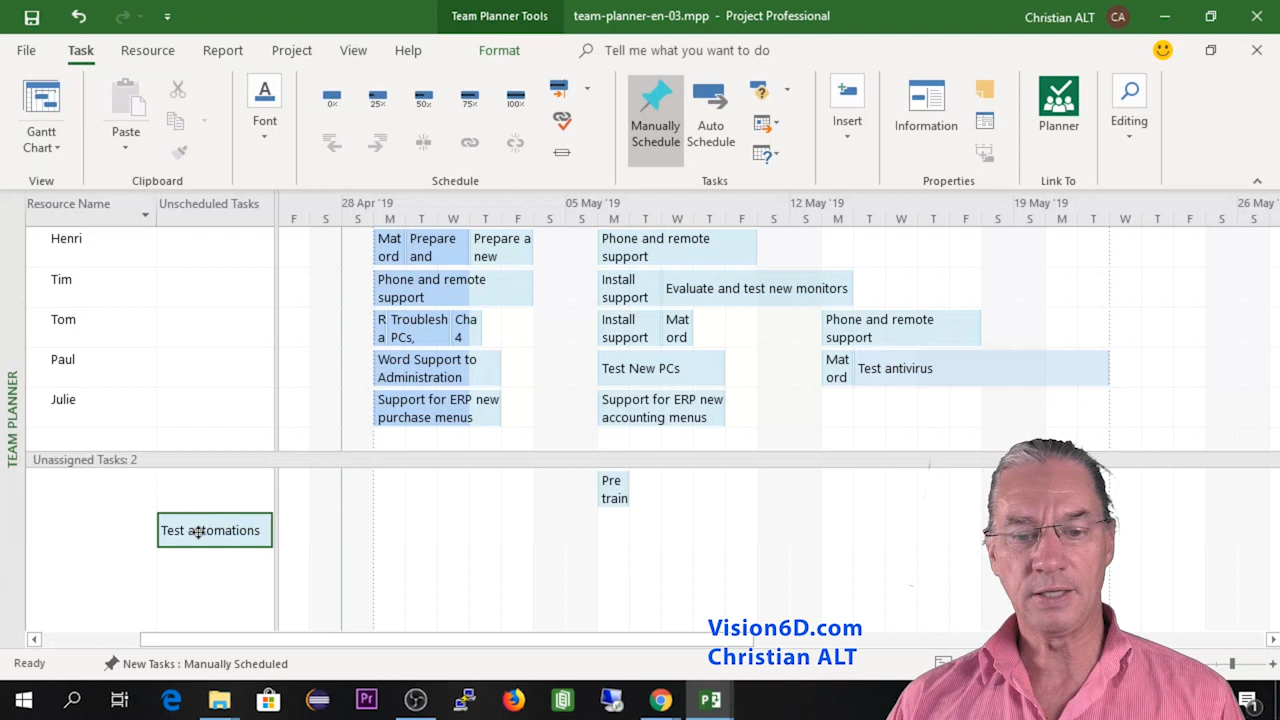 Team Planner Tools
team-planner-en-03.mpp - Project Professional
Christian ALT
CA
File
Task
Resource
Report
Project
View
Help
Format
Tell me what you want to do
Gantt
Chart
Paste
Font
0%
25%
50%
75%
100%
Manually
Schedule
Auto
Schedule
Insert
Information
Planner
Editing
View
Clipboard
Schedule
Tasks
Properties
Link To
Resource Name
Unscheduled Tasks
28 Apr '19
05 May '19
12 May '19
19 May '19
26 May
F S S M T W T F S S M T W T F S S M T W T F S S M T W T F S S
TEAM PLANNER
Henri
Mat
ord
Prepare
and
Prepare a
new
Phone and remote
support
Tim
Phone and remote
support
Install
support
Evaluate and test new monitors
Tom
R
a
Troublesh
PCs,
Cha
4
Install
support
Mat
ord
Phone and remote
support
Paul
Word Support to
Administration
Test New PCs
Mat
ord
Test antivirus
Julie
Support for ERP new
purchase menus
Support for ERP new
accounting menus
Unassigned Tasks: 2
Pre
train
Test automations
Vision6D.com
Christian ALT
Ready
New Tasks : Manually Scheduled
Pr
P
1